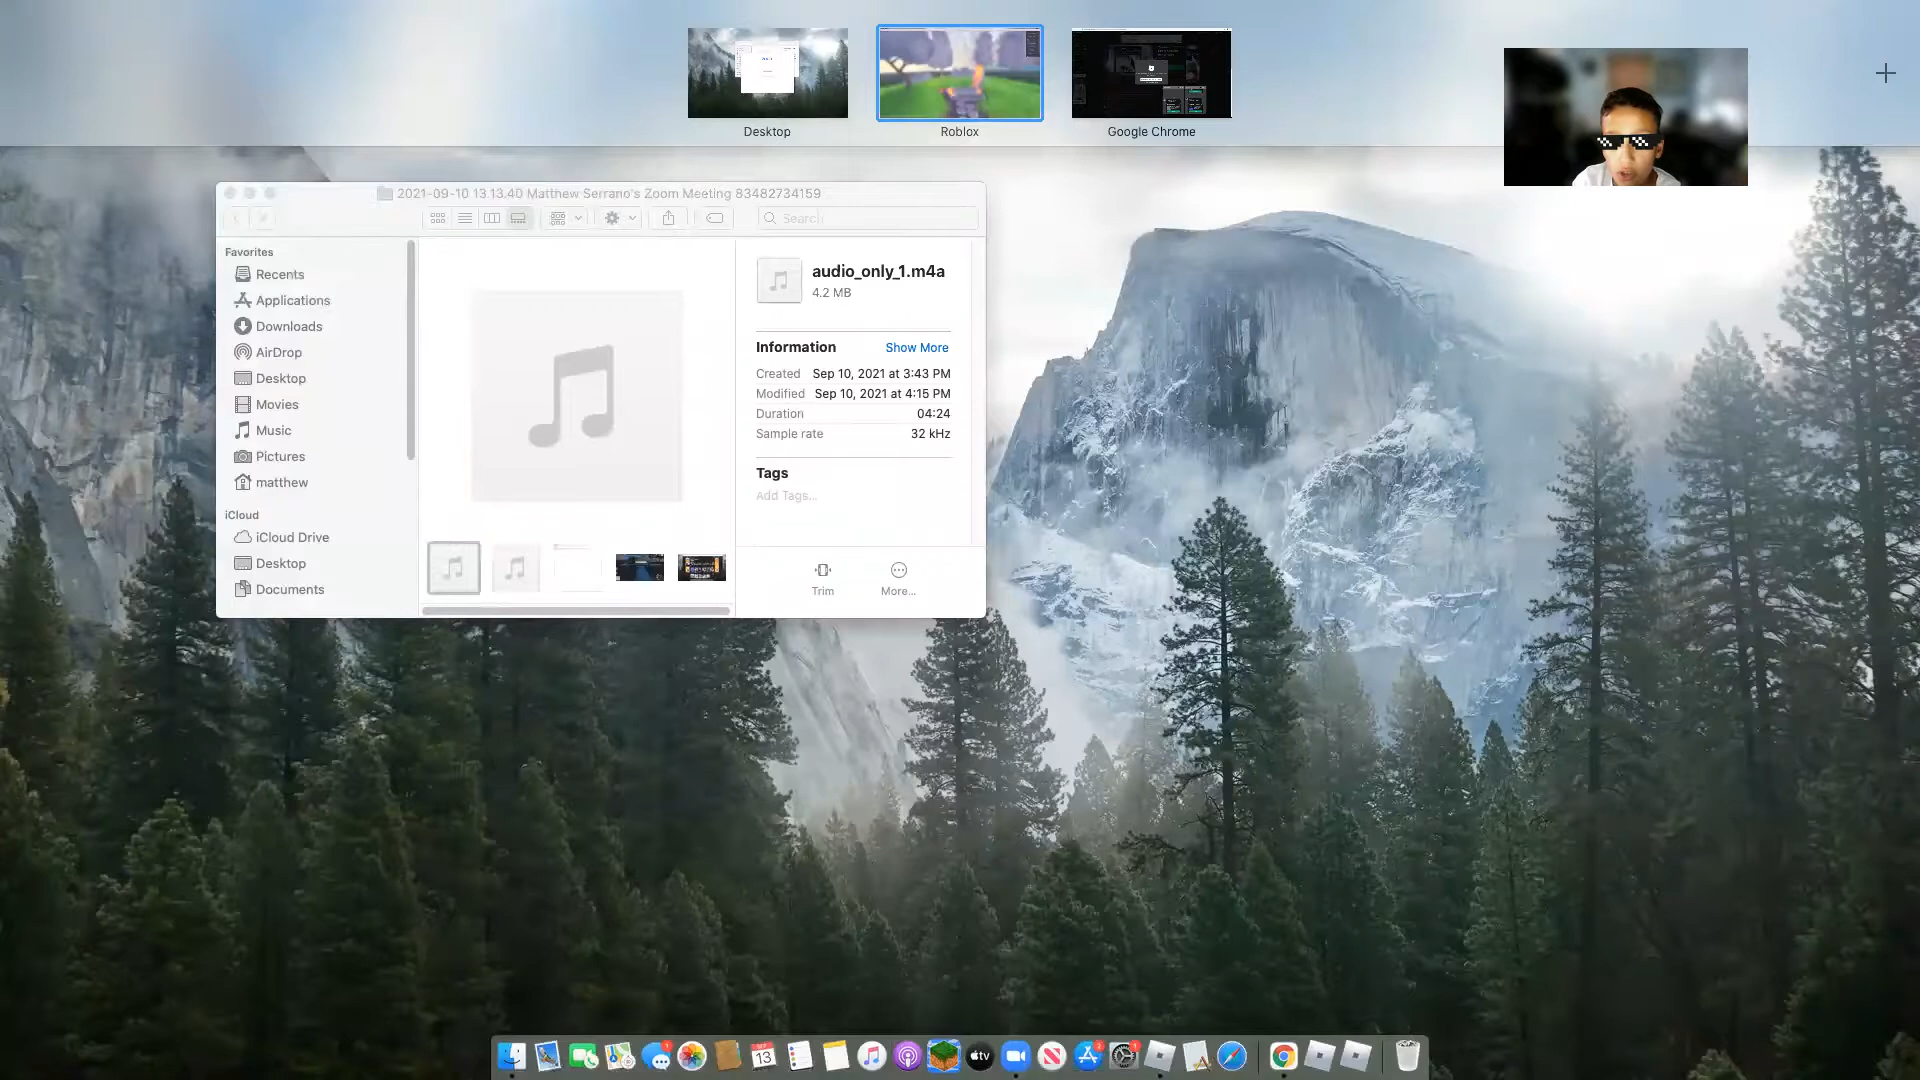 Desktop
Roblox
Google Chrome
2021-09-10 13.13.40 Matthew Serrano's Zoom Meeting 83482734159
Search
Favorites
Recents
Applications
Downloads
AirDrop
Desktop
Movies
Music
Pictures
matthew
iCloud
iCloud Drive
Desktop
Documents
audio_only_1.m4a
4.2 MB
Information Show More
Created Sep 10, 2021 at 3:43 PM
Modified Sep 10, 2021 at 4:15 PM
Duration 04:24
Sample rate 32 kHz
Tags
Add Tags...
Trim More...
SEP
13
tv